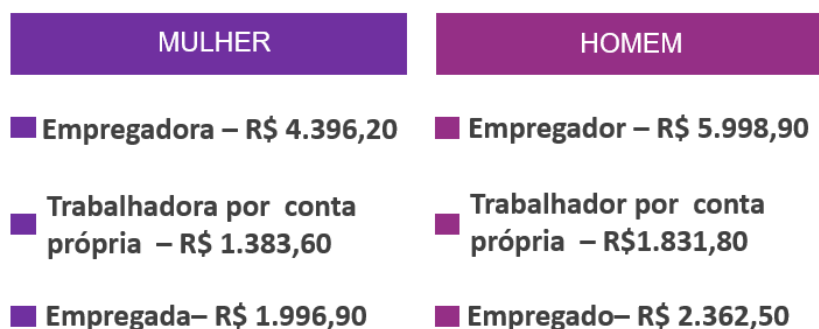 MULHER
Empregadora – R$ 4.396,20
Trabalhadora por conta
própria – R$ 1.383,60
Empregada– R$ 1.996,90
HOMEM
Empregador – R$ 5.998,90
Trabalhador por conta
própria – R$1.831,80
Empregado– R$ 2.362,50